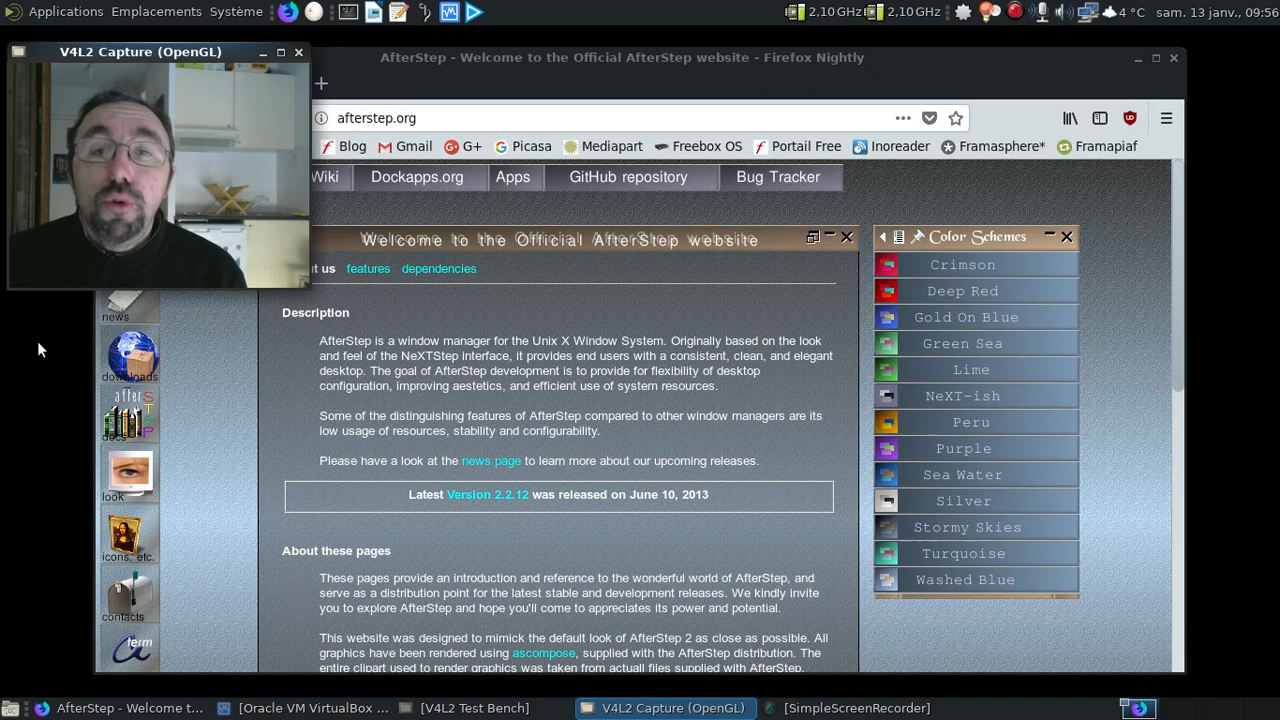 Applications Emplacements Système
2,10 GHz 2,10 GHz 4 °C sam. 13 janv., 09:56
V4L2 Capture (OpenGL)
AfterStep - Welcome to the Official AfterStep website - Firefox Nightly
afterstep.org
Blog Gmail G+ Picasa Mediapart Freebox OS Portail Free Inoreader Framasphere* Framapiaf
Wiki Dockapps.org Apps GitHub repository Bug Tracker
Welcome to the Official AfterStep website
t us features dependencies
Description
AfterStep is a window manager for the Unix X Window System. Originally based on the look
and feel of the NeXTStep interface, it provides end users with a consistent, clean, and elegant
desktop. The goal of AfterStep development is to provide for flexibility of desktop
configuration, improving aestetics, and efficient use of system resources.
Some of the distinguishing features of AfterStep compared to other window managers are its
low usage of resources, stability and configurability.
Please have a look at the news page to learn more about our upcoming releases.
Latest Version 2.2.12 was released on June 10, 2013
About these pages
These pages provide an introduction and reference to the wonderful world of AfterStep, and
serve as a distribution point for the latest stable and development releases. We kindly invite
you to explore AfterStep and hope you'll come to appreciates its power and potential.
This website was designed to mimick the default look of AfterStep 2 as close as possible. All
graphics have been rendered using ascompose, supplied with the AfterStep distribution. The
entire clipart used to render graphics was taken from actuall files supplied with AfterStep.
news
downloads
after STEP
docs
look
icons, etc.
contacts
aterm
Color Schemes
Crimson
Deep Red
Gold On Blue
Green Sea
Lime
NeXT-ish
Peru
Purple
Sea Water
Silver
Stormy Skies
Turquoise
Washed Blue
AfterStep - Welcome t... [Oracle VM VirtualBox ... [V4L2 Test Bench] V4L2 Capture (OpenGL) [SimpleScreenRecorder]